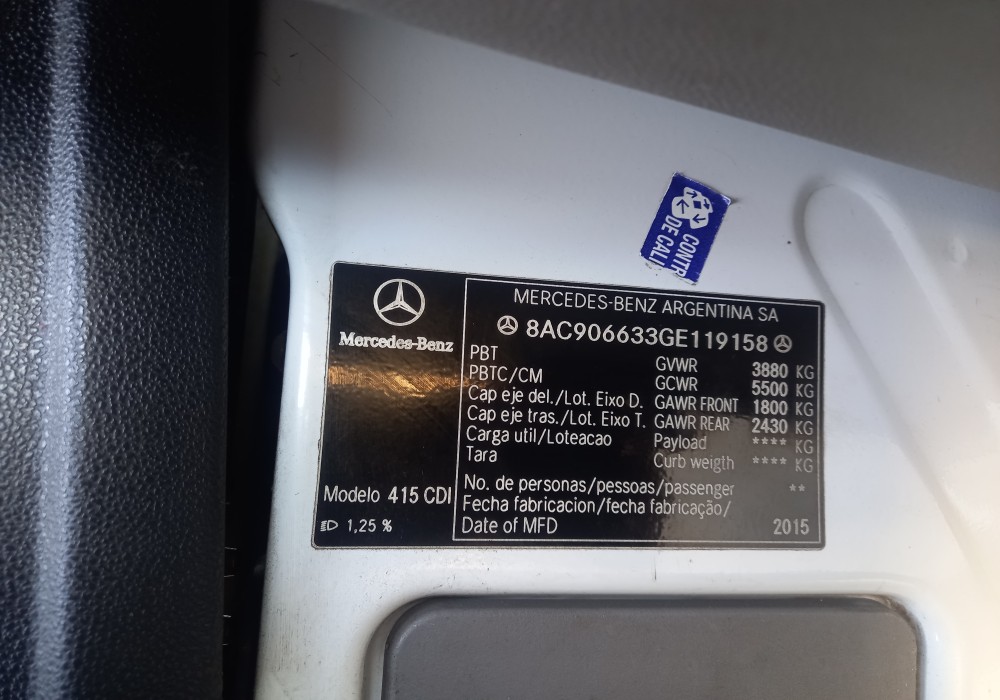 CONTR
DE CALI
Mercedes-Benz
Modelo 415 CDI
1,25 %
MERCEDES-BENZ ARGENTINA SA
8AC906633GE119158
PBT GVWR 3880 KG
PBTC/CM GCWR 5500 KG
Cap eje del./Lot. Eixo D. GAWR FRONT 1800 KG
Cap eje tras./Lot. Eixo T. GAWR REAR 2430 KG
Carga util/Loteacao Payload **** KG
Tara Curb weigth **** KG
No. de personas/pessoas/passenger **
Fecha fabricacion/fecha fabricação/
Date of MFD 2015